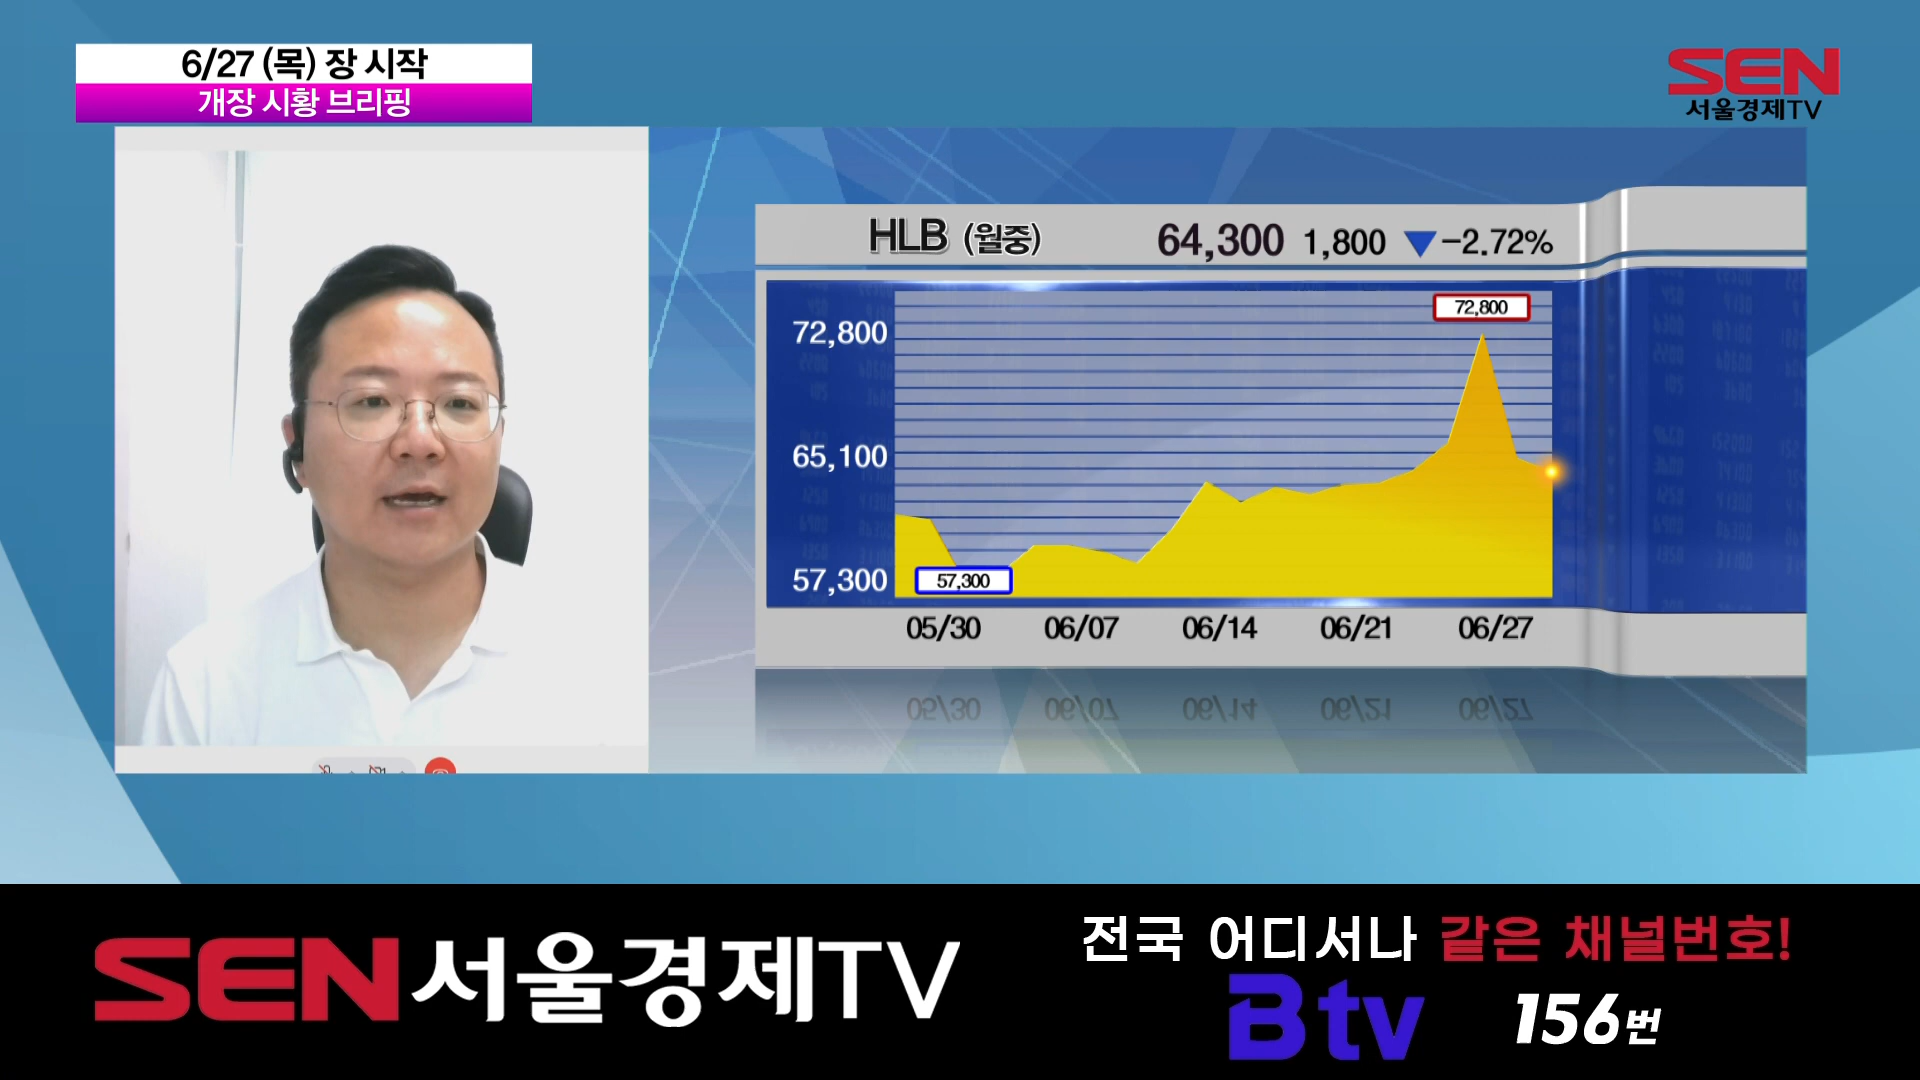 6/27 (목) 장 시작
개장 시황 브리핑
SEN
서울경제TV
HLB (월중) 64,300 1,800 ▼-2.72%
72,800
72,800
65,100
57,300
57,300
05/30 06/07 06/14 06/21 06/27
SEN서울경제TV
전국 어디서나 같은 채널번호!
B tv 156번